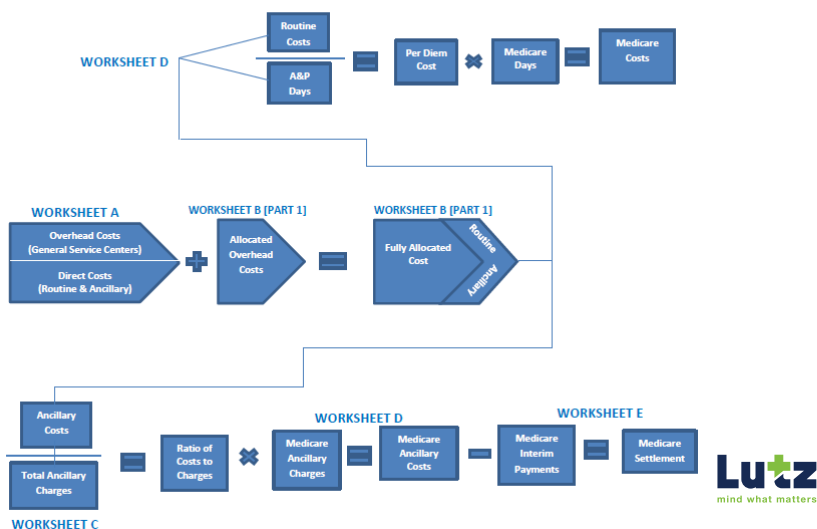 WORKSHEET D
Routine
Costs
A&P
Days
Per Diem
Cost
Medicare
Days
Medicare
Costs
WORKSHEET A
Overhead Costs
(General Service Centers)
Direct Costs
(Routine & Ancillary)
WORKSHEET B [PART 1]
Allocated
Overhead
Costs
WORKSHEET B [PART 1]
Fully Allocated
Cost
Routine
Ancillary
Ancillary
Costs
Total Ancillary
Charges
WORKSHEET C
Ratio of
Costs to
Charges
WORKSHEET D
Medicare
Ancillary
Charges
Medicare
Ancillary
Costs
WORKSHEET E
Medicare
Interim
Payments
Medicare
Settlement
Lutz
mind what matters